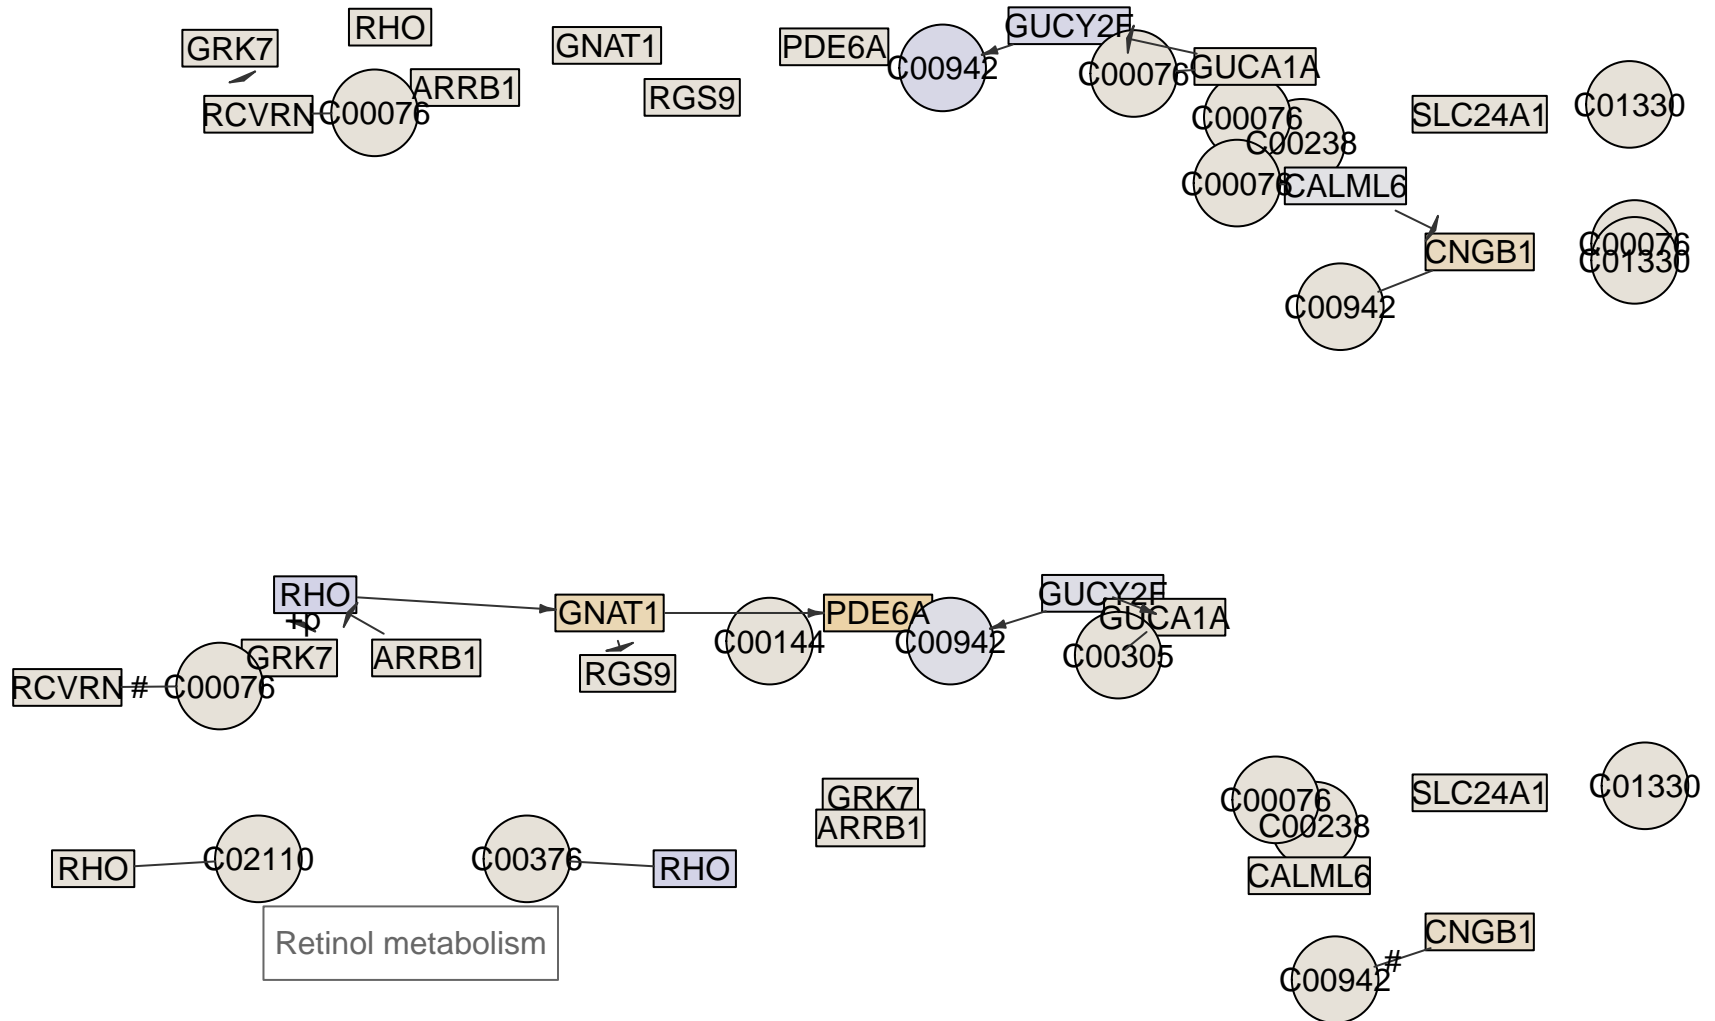 GRK7
RHO
GNAT1
PDE6A
C00942
GUCY2F
C00076
GUCA1A
RCVRN
C00076
ARRB1
RGS9
C00076
C00238
SLC24A1
C01330
C00076
CALML6
CNGB1
C00076
C01330
C00942
RHO
+p
GNAT1
PDE6A
GUCY2F
GUCA1A
GRK7
ARRB1
C00144
C00942
C00305
RCVRN
#
C00076
RGS9
GRK7
ARRB1
C00076
C00238
SLC24A1
C01330
RHO
C02110
C00376
RHO
CALML6
Retinol metabolism
CNGB1
#
C00942